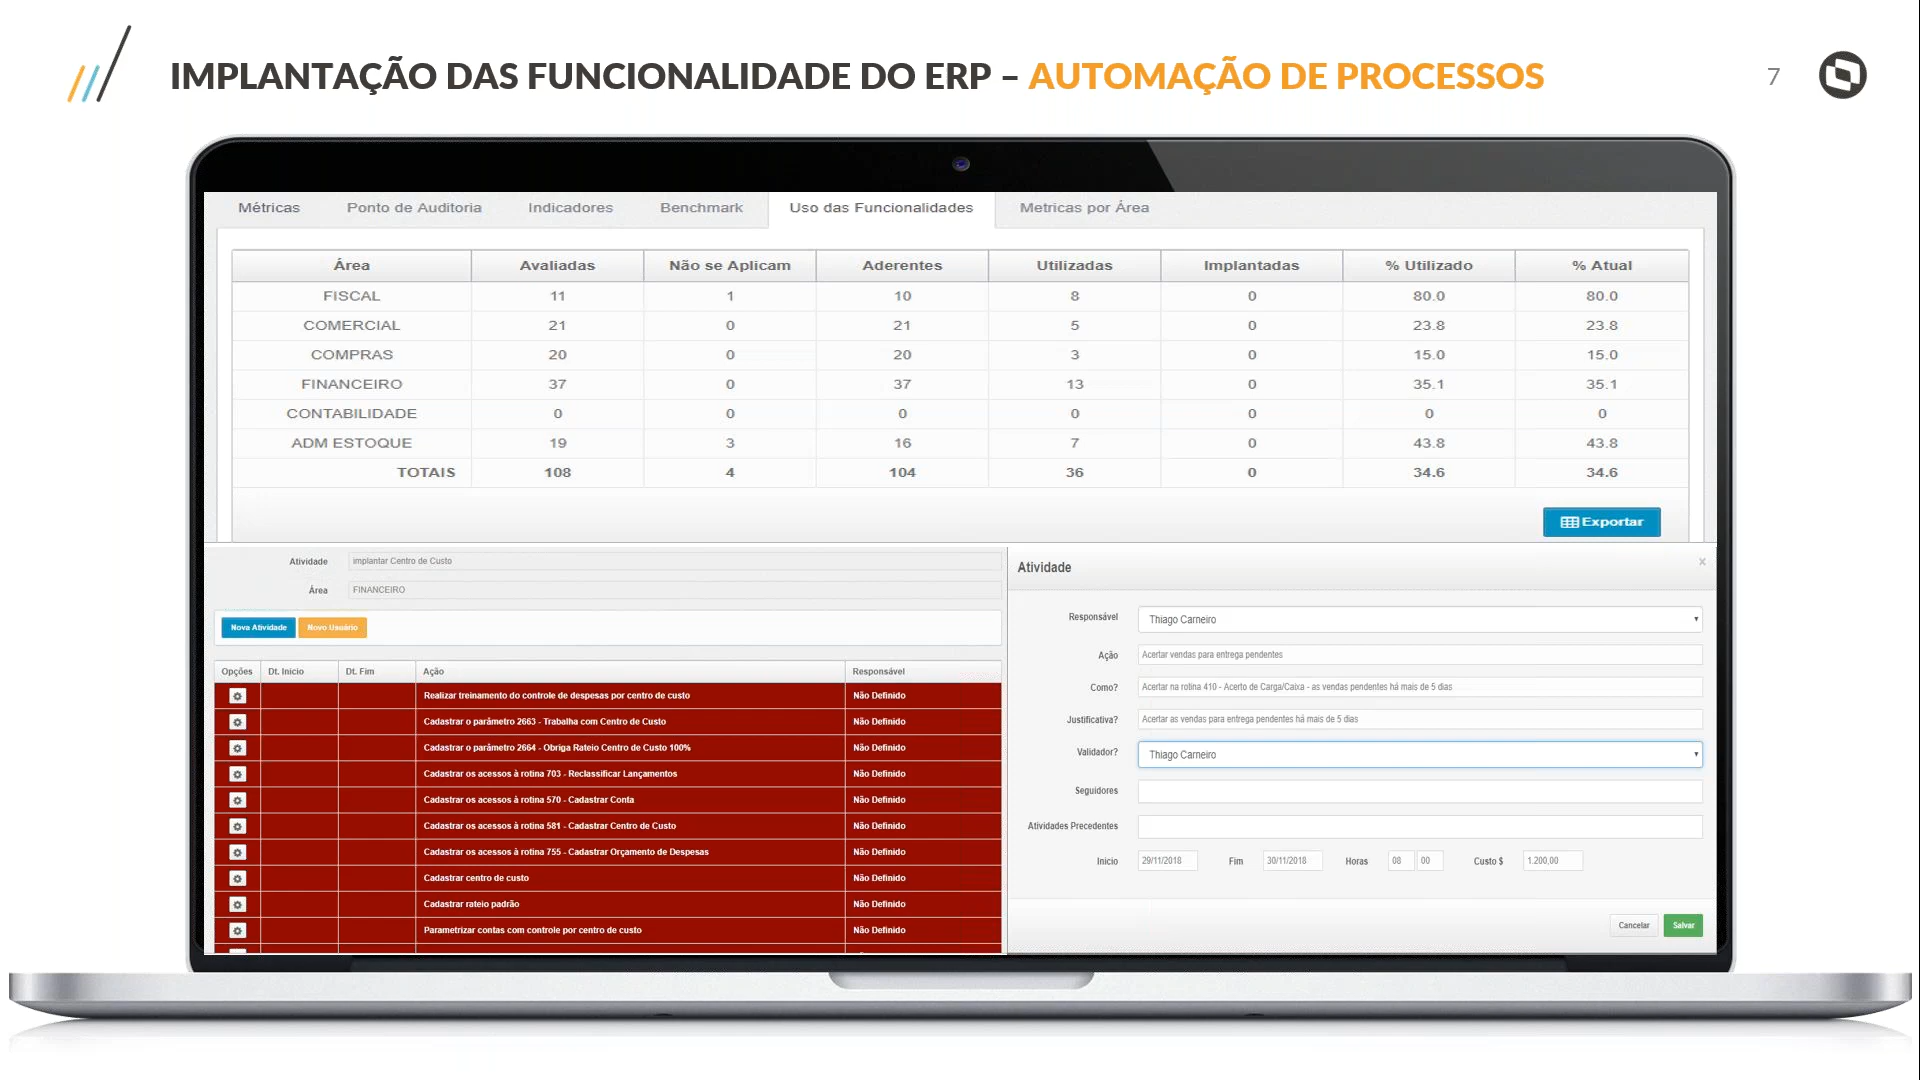 IMPLANTAÇÃO DAS FUNCIONALIDADE DO ERP – AUTOMAÇÃO DE PROCESSOS
7
Métricas Ponto de Auditoria Indicadores Benchmark Uso das Funcionalidades Metricas por Área
Área Avaliadas Não se Aplicam Aderentes Utilizadas Implantadas % Utilizado % Atual
FISCAL 11 1 10 8 0 80.0 80.0
COMERCIAL 21 0 21 5 0 23.8 23.8
COMPRAS 20 0 20 3 0 15.0 15.0
FINANCEIRO 37 0 37 13 0 35.1 35.1
CONTABILIDADE 0 0 0 0 0 0 0
ADM ESTOQUE 19 3 16 7 0 43.8 43.8
TOTAIS 108 4 104 36 0 34.6 34.6
Exportar
Atividade implantar Centro de Custo
Área FINANCEIRO
Nova Atividade Novo Usuário
Opções Dt. Inicio Dt. Fim Ação Responsável
Realizar treinamento do controle de despesas por centro de custo Não Definido
Cadastrar o parâmetro 2663 - Trabalha com Centro de Custo Não Definido
Cadastrar o parâmetro 2664 - Obriga Rateio Centro de Custo 100% Não Definido
Cadastrar os acessos à rotina 703 - Reclassificar Lançamentos Não Definido
Cadastrar os acessos à rotina 570 - Cadastrar Conta Não Definido
Cadastrar os acessos à rotina 581 - Cadastrar Centro de Custo Não Definido
Cadastrar os acessos à rotina 755 - Cadastrar Orçamento de Despesas Não Definido
Cadastrar centro de custo Não Definido
Cadastrar rateio padrão Não Definido
Parametrizar contas com controle por centro de custo Não Definido
Atividade x
Responsável Thiago Carneiro
Ação Acertar vendas para entrega pendentes
Como? Acertar na rotina 410 - Acerto de Carga/Caixa - as vendas pendentes há mais de 5 dias
Justificativa? Acertar as vendas para entrega pendentes há mais de 5 dias
Validador? Thiago Carneiro
Seguidores
Atividades Precedentes
Inicio 29/11/2018 Fim 30/11/2018 Horas 08 00 Custo $ 1.200,00
Cancelar Salvar